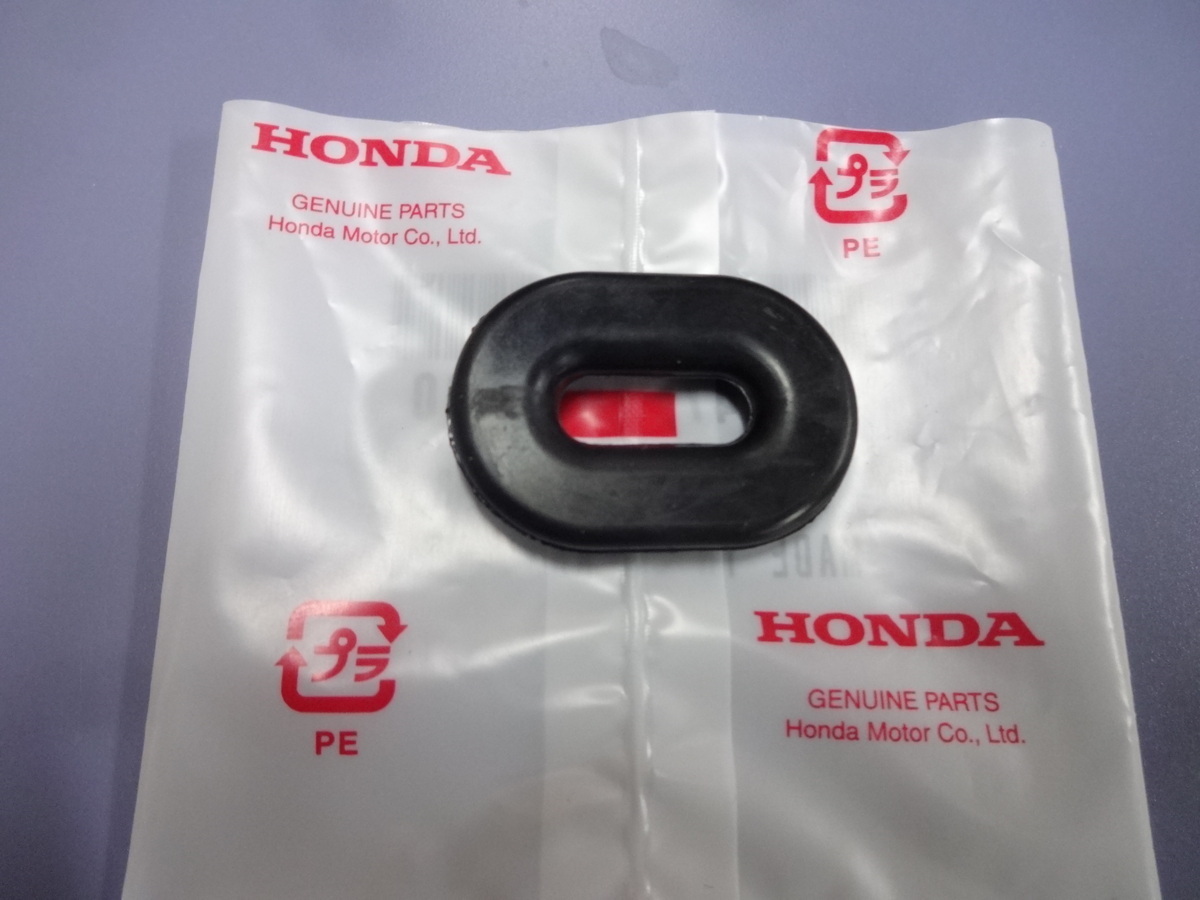 HONDA
GENUINE PARTS
Honda Motor Co., Ltd.
プラ
PE
プラ
PE
HONDA
GENUINE PARTS
Honda Motor Co., Ltd.